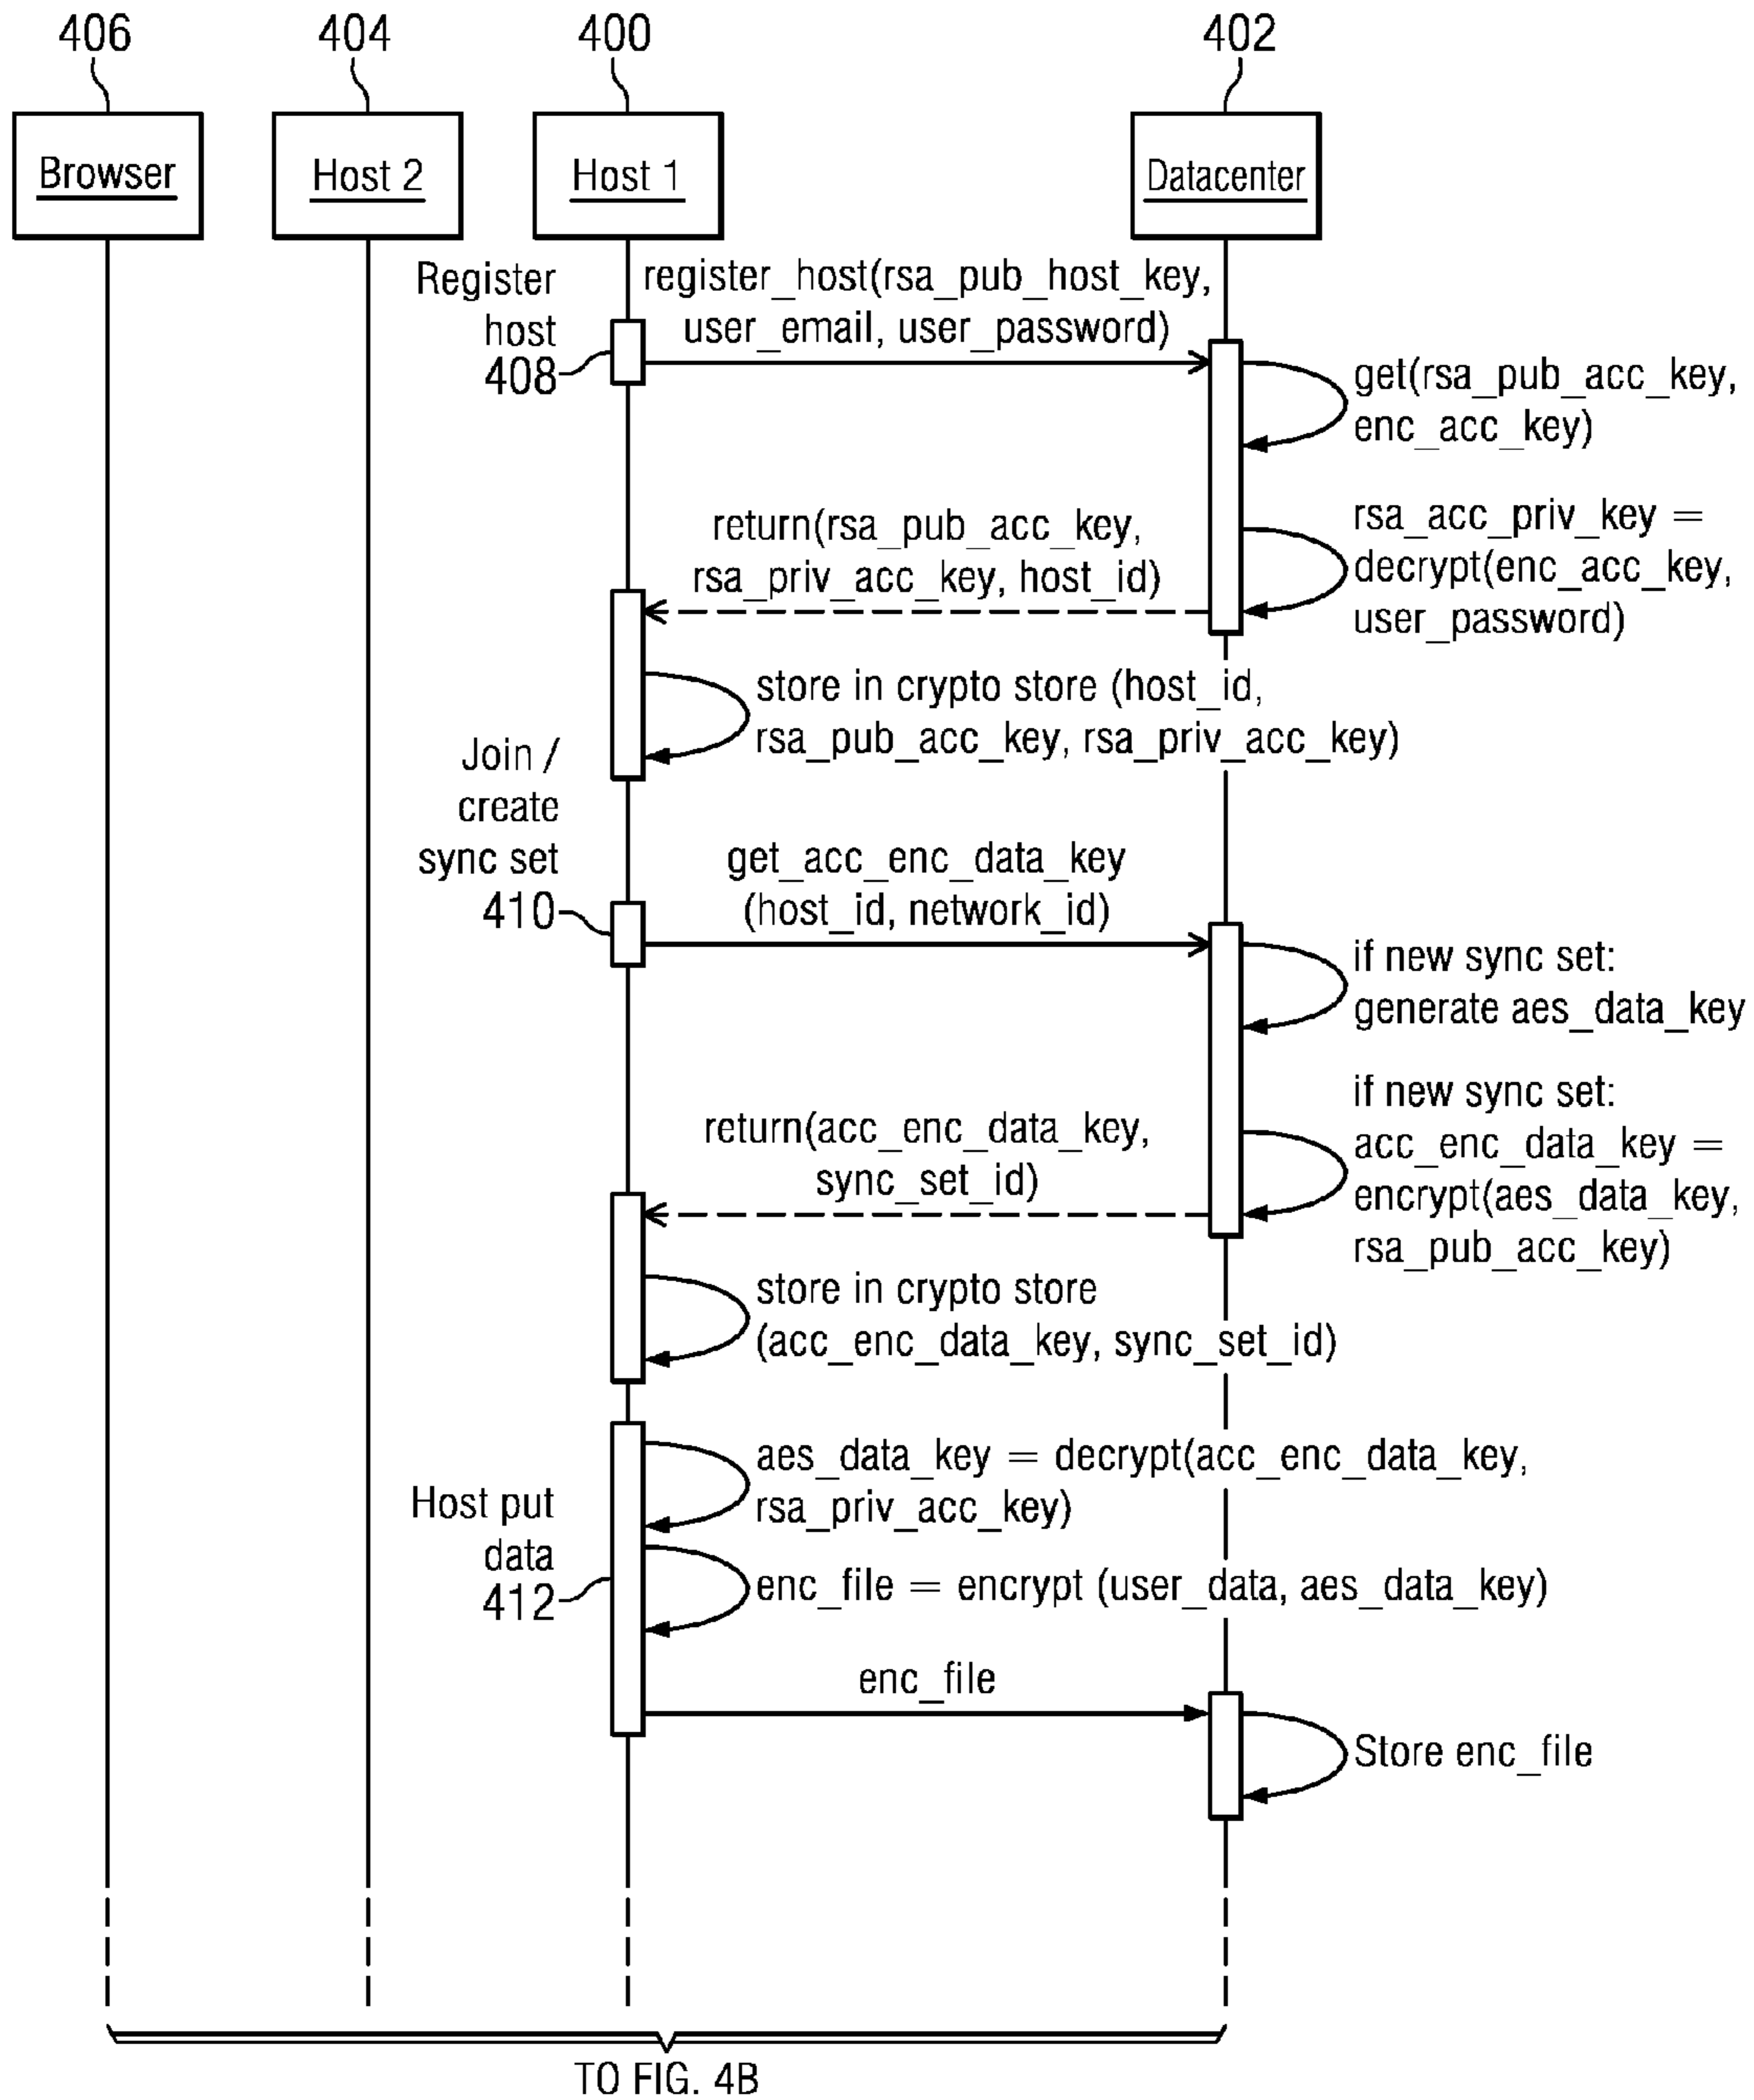 406
404
400
402
Browser
Host 2
Host 1
Datacenter
Register
host
408
register_host(rsa_pub_host_key,
user_email, user_password)
get(rsa_pub_acc_key,
enc_acc_key)
rsa_acc_priv_key =
decrypt(enc_acc_key,
user_password)
return(rsa_pub_acc_key,
rsa_priv_acc_key, host_id)
store in crypto store (host_id,
rsa_pub_acc_key, rsa_priv_acc_key)
Join /
create
sync set
410
get_acc_enc_data_key
(host_id, network_id)
if new sync set:
generate aes_data_key
if new sync set:
acc_enc_data_key =
encrypt(aes_data_key,
rsa_pub_acc_key)
return(acc_enc_data_key,
sync_set_id)
store in crypto store
(acc_enc_data_key, sync_set_id)
Host put
data
412
aes_data_key = decrypt(acc_enc_data_key,
rsa_priv_acc_key)
enc_file = encrypt (user_data, aes_data_key)
enc_file
Store enc_file
TO FIG. 4B